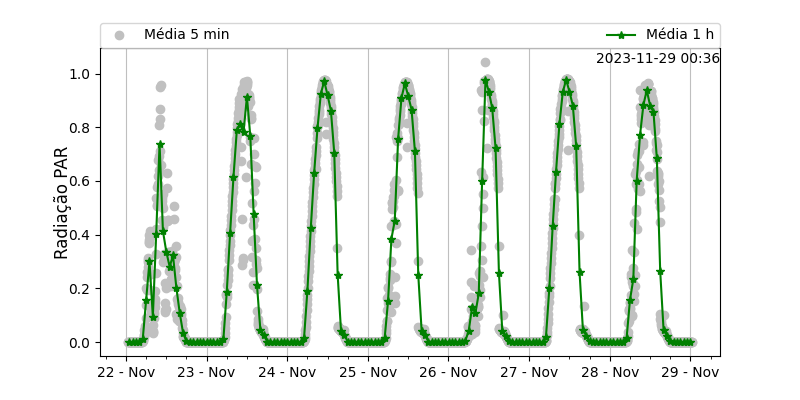 Média 5 min
Média 1 h
2023-11-29 00:36
Radiação PAR
1.0
0.8
0.6
0.4
0.2
0.0
22 - Nov
23 - Nov
24 - Nov
25 - Nov
26 - Nov
27 - Nov
28 - Nov
29 - Nov